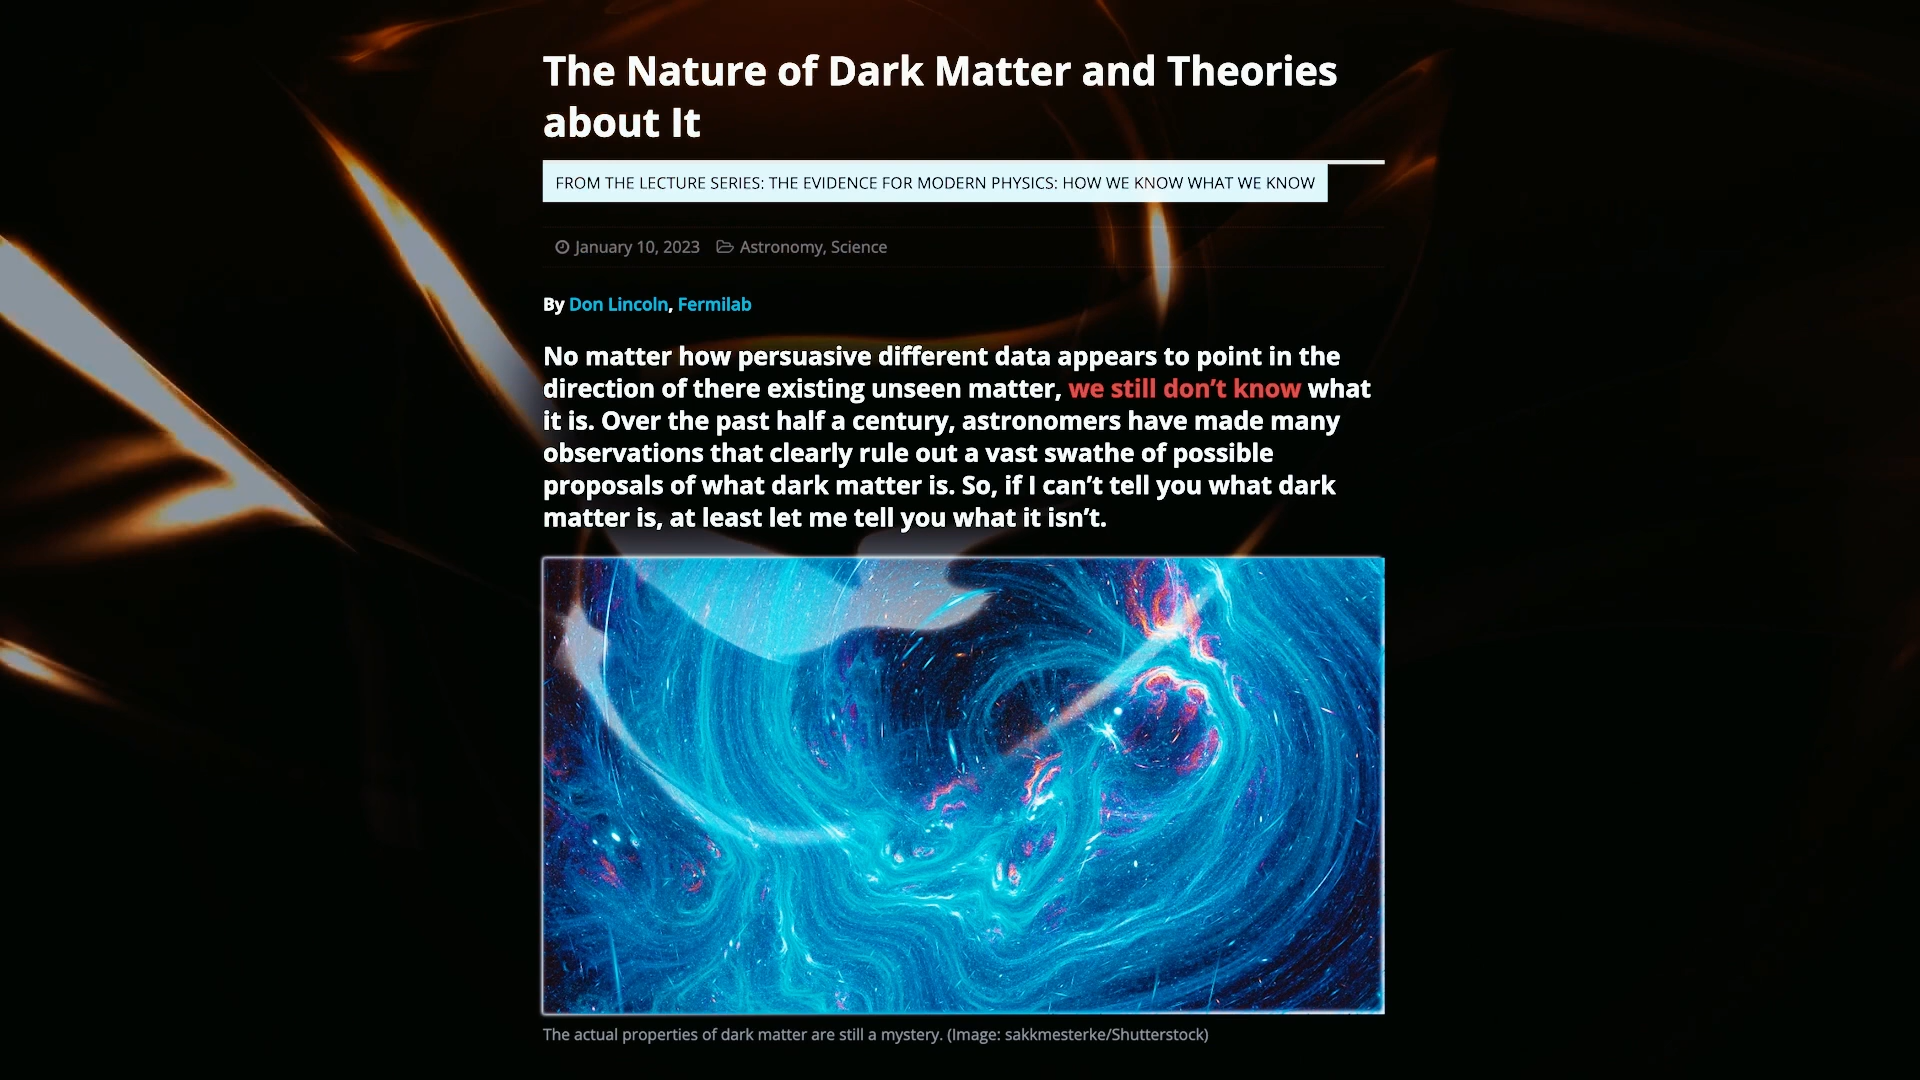 The Nature of Dark Matter and Theories
about It
FROM THE LECTURE SERIES: THE EVIDENCE FOR MODERN PHYSICS: HOW WE KNOW WHAT WE KNOW
January 10, 2023 Astronomy, Science
By Don Lincoln, Fermilab
No matter how persuasive different data appears to point in the
direction of there existing unseen matter, we still don’t know what
it is. Over the past half a century, astronomers have made many
observations that clearly rule out a vast swathe of possible
proposals of what dark matter is. So, if I can’t tell you what dark
matter is, at least let me tell you what it isn’t.
The actual properties of dark matter are still a mystery. (Image: sakkmesterke/Shutterstock)